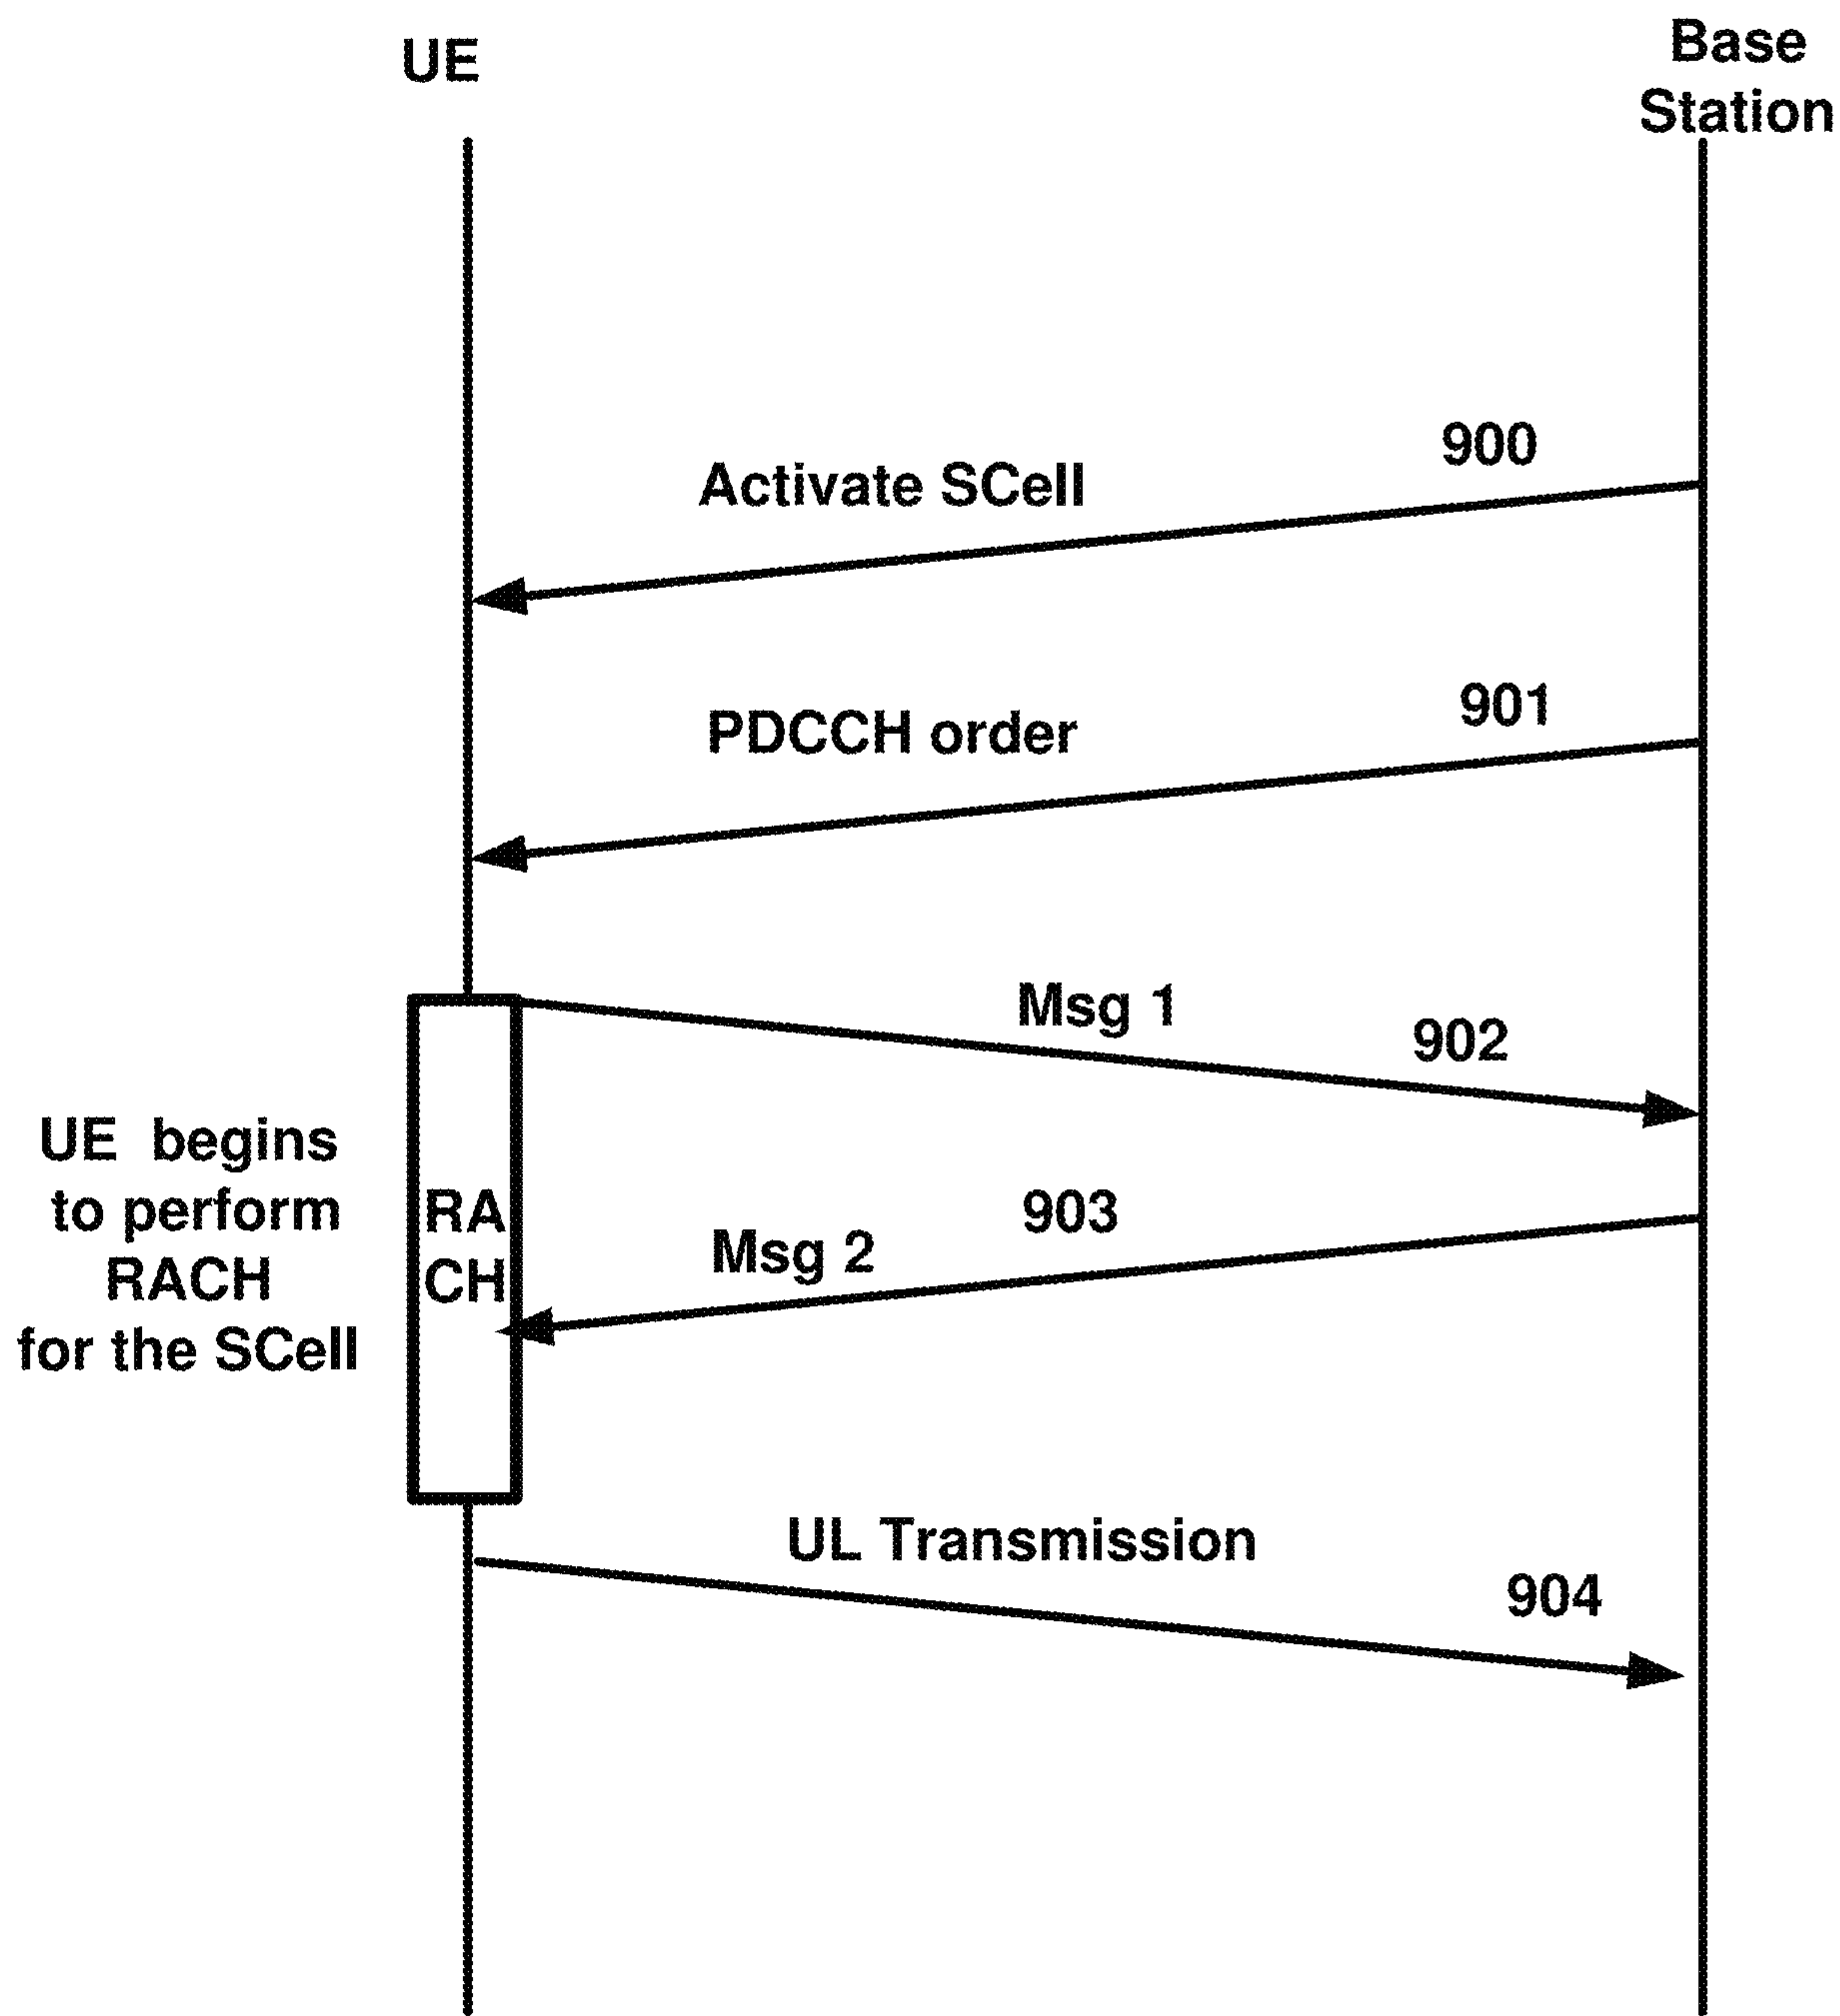 UE
Base
Station
900
Activate SCell
901
PDCCH order
Msg 1
902
UE begins
to perform
RACH
for the SCell
RA
CH
903
Msg 2
UL Transmission
904